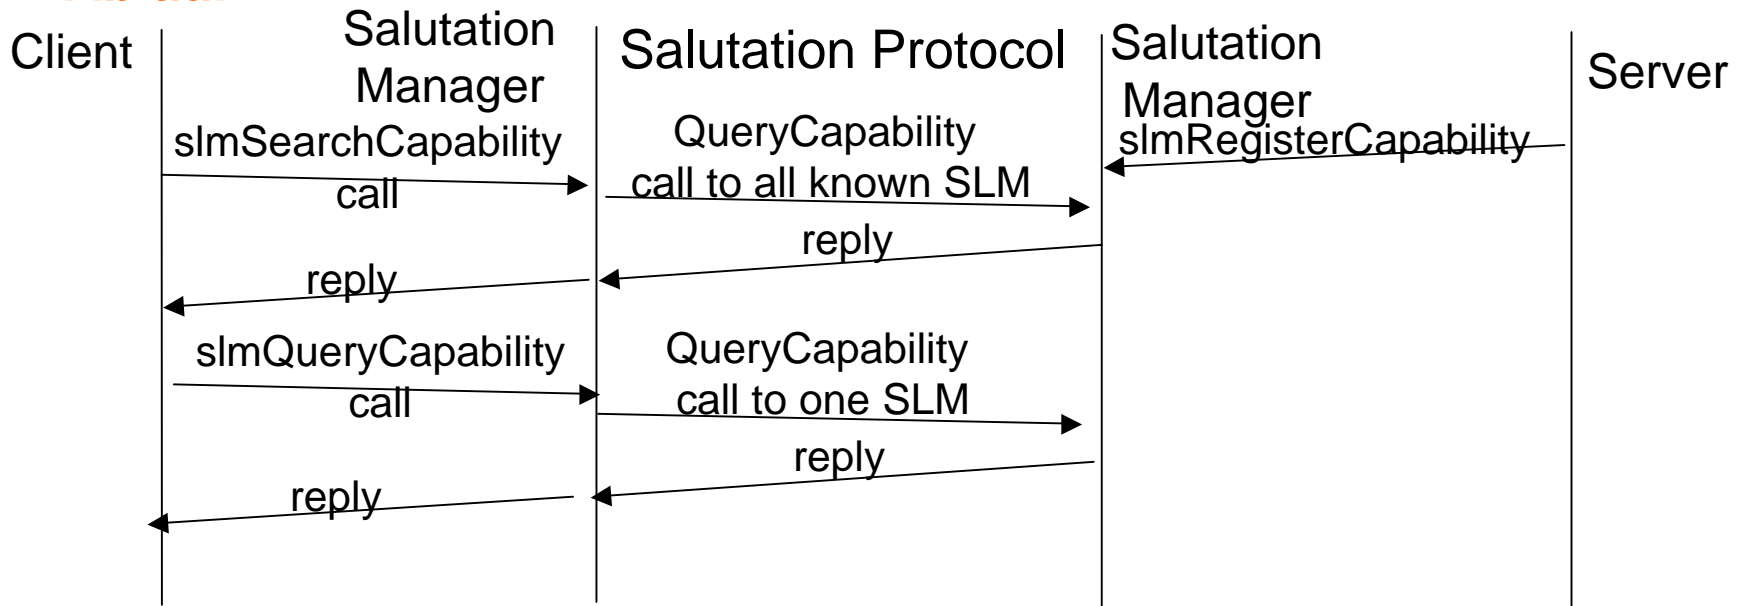 Client
Salutation
Manager
Salutation Protocol
Salutation
Manager
Server
slmSearchCapability
call
QueryCapability
call to all known SLM
slmRegisterCapability
reply
reply
slmQueryCapability
call
QueryCapability
call to one SLM
reply
reply